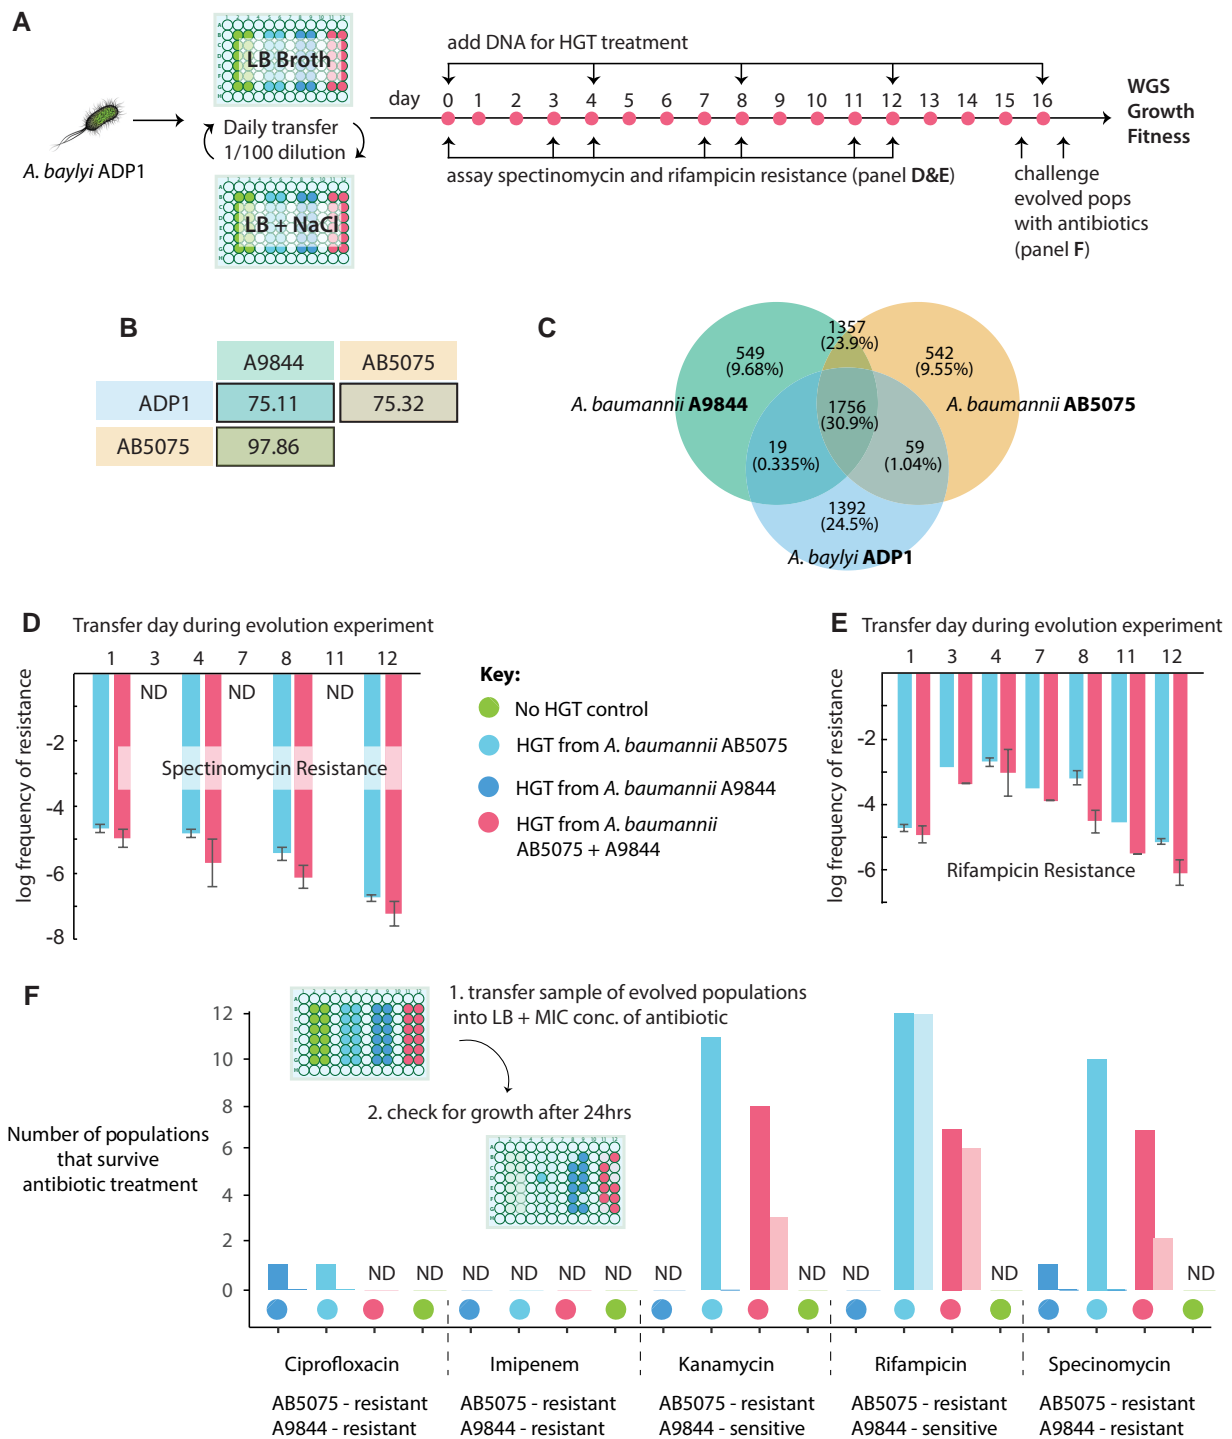 A
LB Broth
Daily transfer
1/100 dilution
LB + NaCl
A. baylyi ADP1
add DNA for HGT treatment
day 0 1 2 3 4 5 6 7 8 9 10 11 12 13 14 15 16
assay spectinomycin and rifampicin resistance (panel D&E)
WGS
Growth
Fitness
challenge
evolved pops
with antibiotics
(panel F)
B
A9844 AB5075
ADP1 75.11 75.32
AB5075 97.86
C
1357
(23.9%)
549
(9.68%)
542
(9.55%)
A. baumannii A9844
A. baumannii AB5075
1756
(30.9%)
19
(0.335%)
59
(1.04%)
1392
(24.5%)
A. baylyi ADP1
D Transfer day during evolution experiment
1 3 4 7 8 11 12
ND ND ND
log frequency of resistance
-2
-4
-6
-8
Spectinomycin Resistance
Key:
No HGT control
HGT from A. baumannii AB5075
HGT from A. baumannii A9844
HGT from A. baumannii
AB5075 + A9844
E Transfer day during evolution experiment
1 3 4 7 8 11 12
log frequency of resistance
-2
-4
-6
Rifampicin Resistance
F
1. transfer sample of evolved populations
into LB + MIC conc. of antibiotic
2. check for growth after 24hrs
Number of populations
that survive
antibiotic treatment
12
10
8
6
4
2
0
ND ND ND ND ND ND ND ND ND ND ND
Ciprofloxacin Imipenem Kanamycin Rifampicin Specinomycin
AB5075 - resistant AB5075 - resistant AB5075 - resistant AB5075 - resistant AB5075 - resistant
A9844 - resistant A9844 - resistant A9844 - sensitive A9844 - sensitive A9844 - resistant